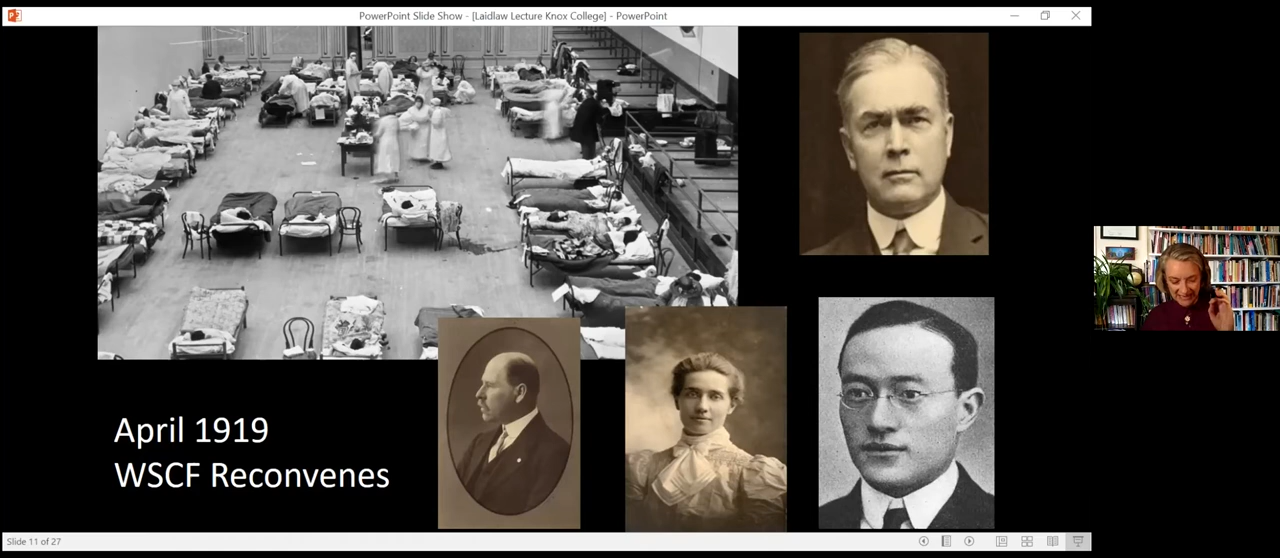 PowerPoint Slide Show - [Laidlaw Lecture Knox College] - PowerPoint
April 1919
WSCF Reconvenes
Slide 11 of 27